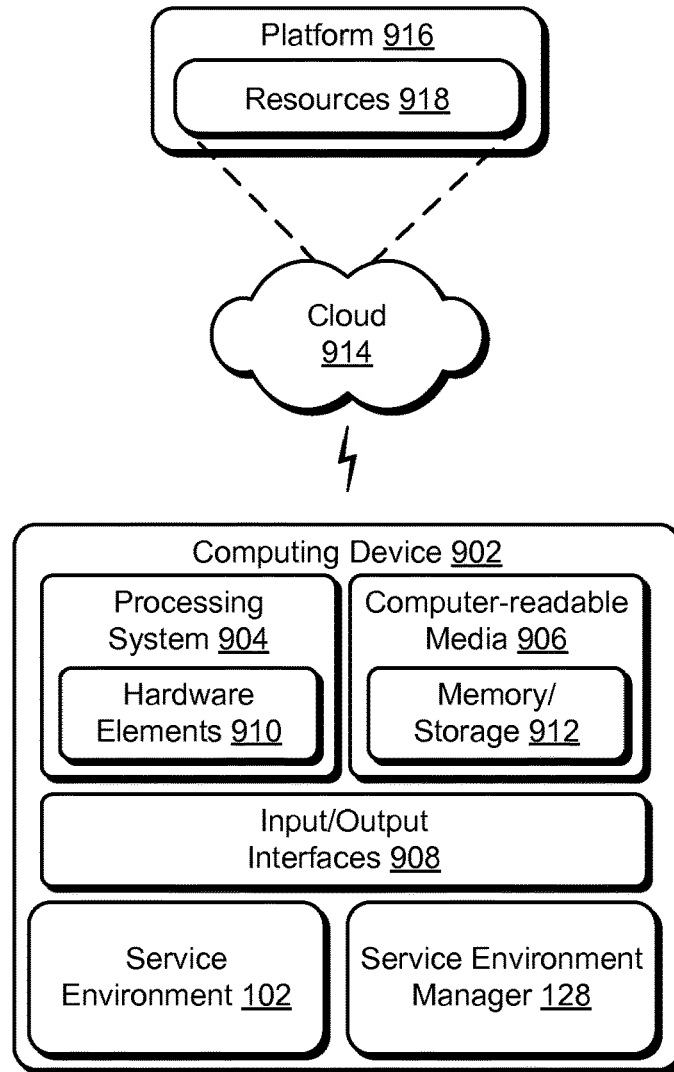 Platform 916
Resources 918
Cloud
914
Computing Device 902
Processing
System 904
Computer-readable
Media 906
Hardware
Elements 910
Memory/
Storage 912
Input/Output
Interfaces 908
Service
Environment 102
Service Environment
Manager 128